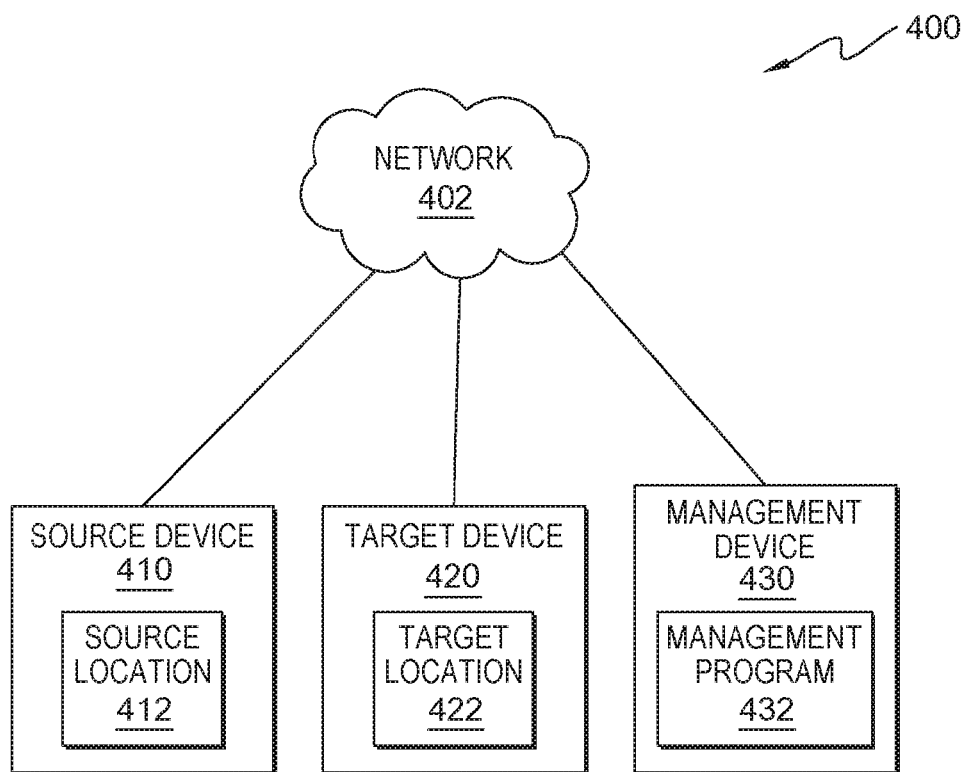 400
NETWORK
402
SOURCE DEVICE
410
SOURCE
LOCATION
412
TARGET DEVICE
420
TARGET
LOCATION
422
MANAGEMENT
DEVICE
430
MANAGEMENT
PROGRAM
432